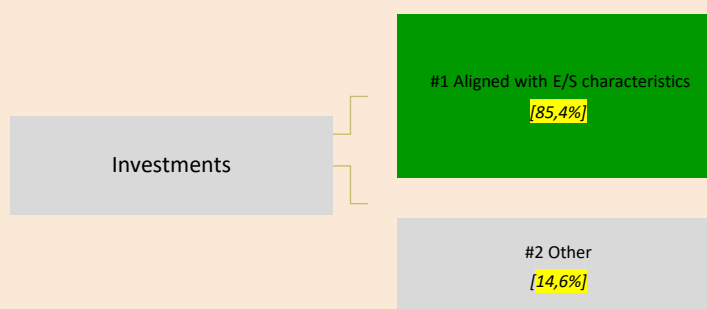 #1 Aligned with E/S characteristics
[85,4%]
Investments
#2 Other
[14,6%]